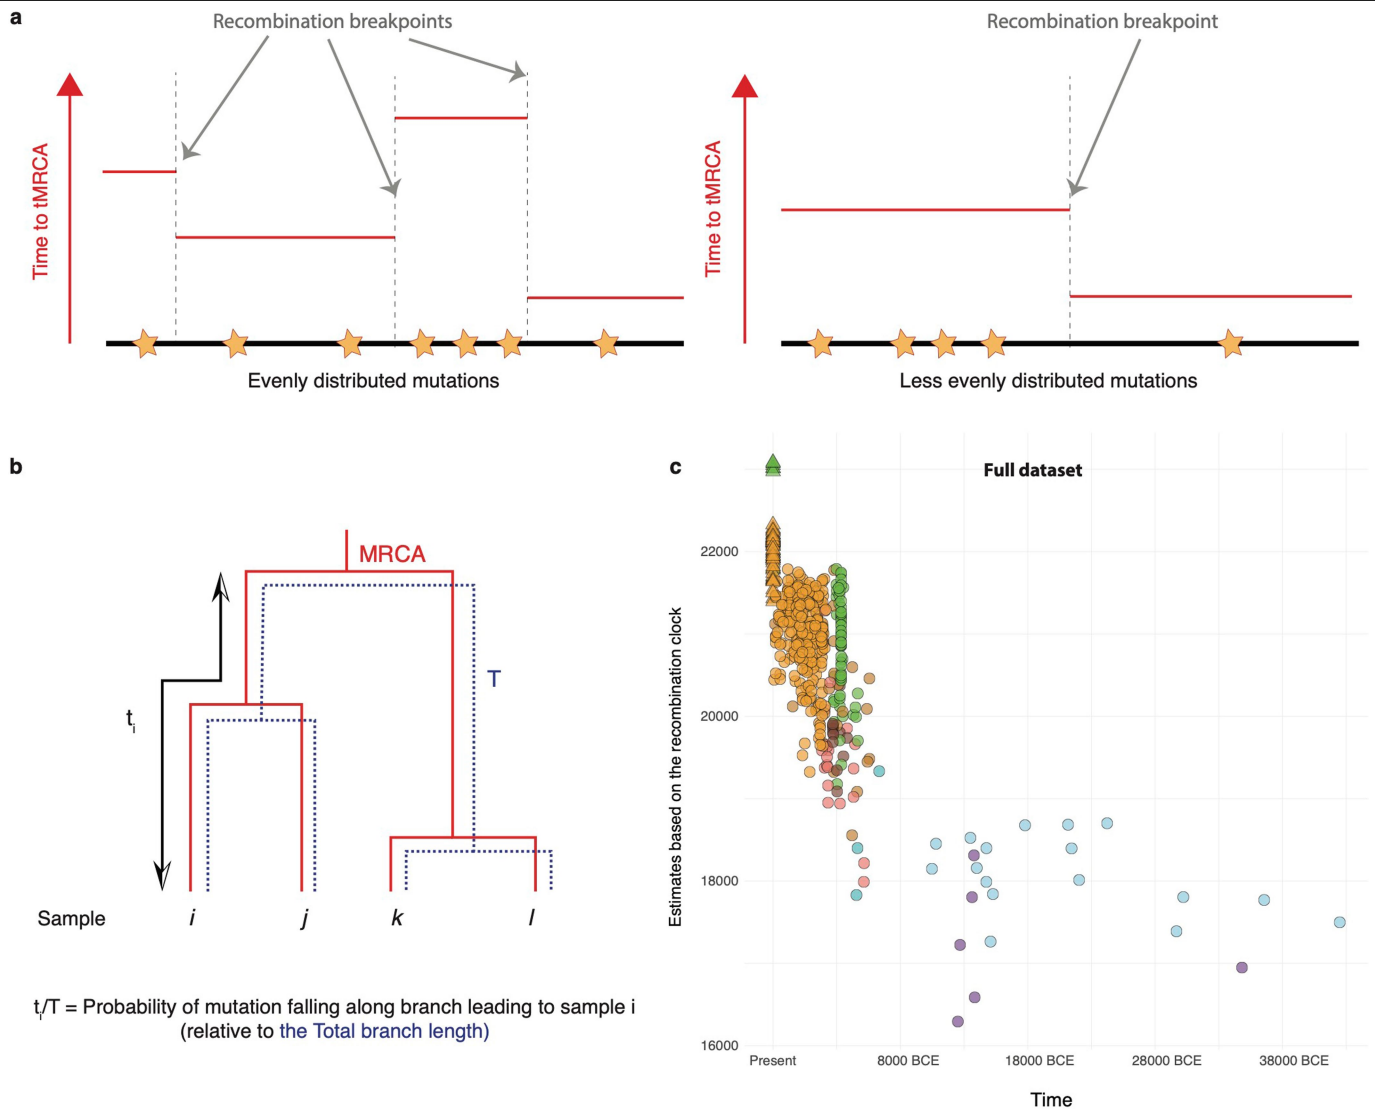 a
Recombination breakpoints
Recombination breakpoint
Time to tMRCA
Time to tMRCA
Evenly distributed mutations
Less evenly distributed mutations
b
MRCA
T
ti
Sample
i
j
k
l
ti/T = Probability of mutation falling along branch leading to sample i
(relative to the Total branch length)
c
Full dataset
Estimates based on the recombination clock
22000
20000
18000
16000
Present
8000 BCE
18000 BCE
28000 BCE
38000 BCE
Time